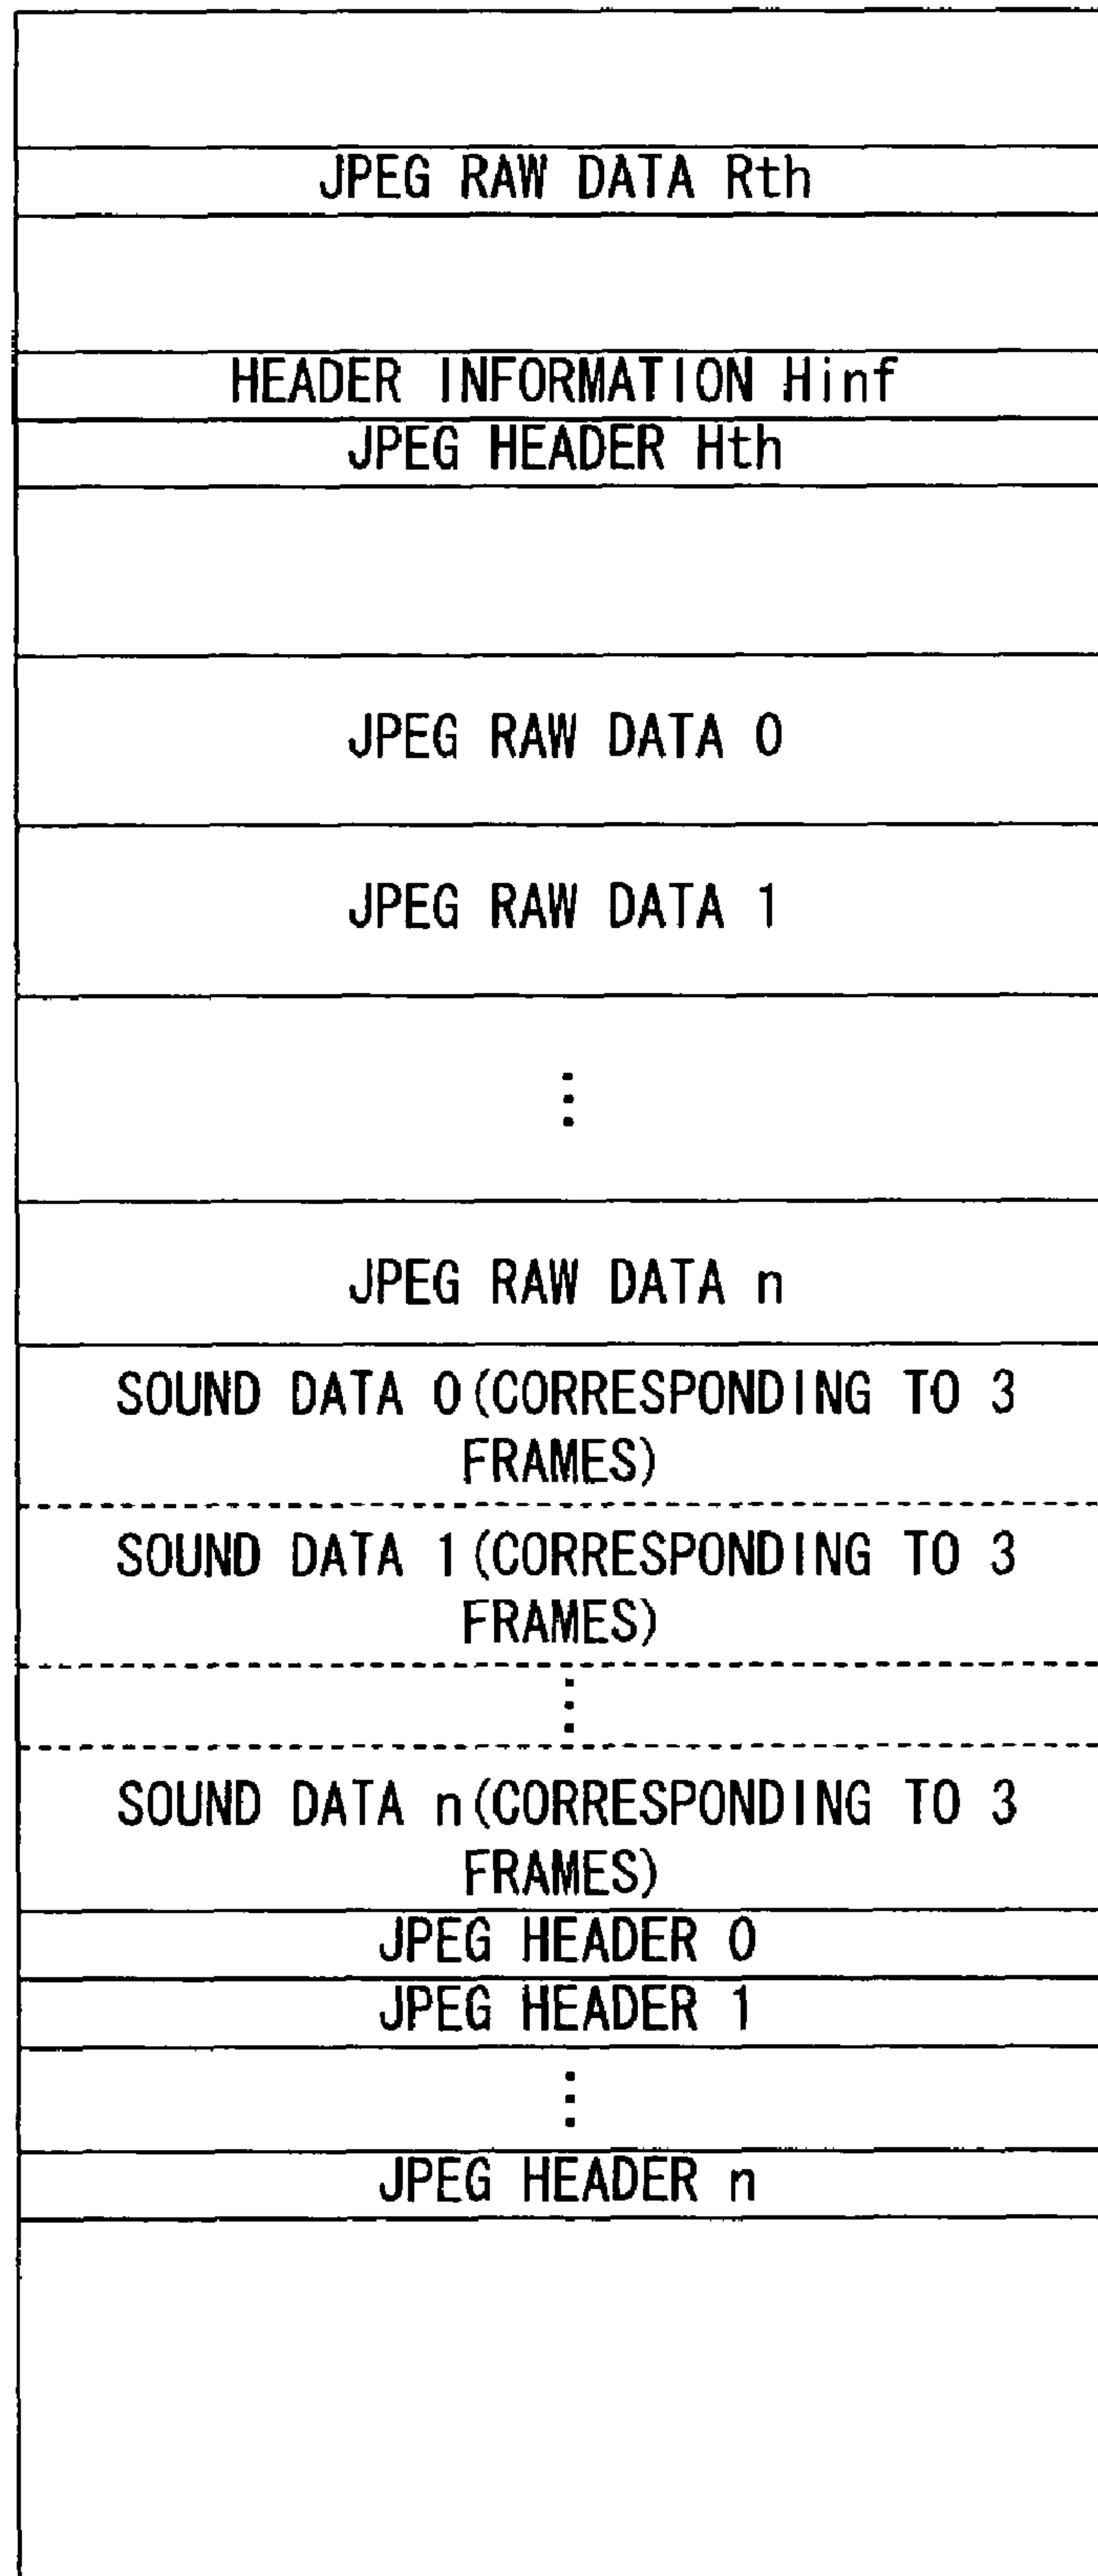 JPEG RAW DATA Rth
HEADER INFORMATION Hinf
JPEG HEADER Hth
JPEG RAW DATA 0
JPEG RAW DATA 1
⋮
JPEG RAW DATA n
SOUND DATA 0(CORRESPONDING TO 3
FRAMES)
SOUND DATA 1(CORRESPONDING TO 3
FRAMES)
⋮
SOUND DATA n(CORRESPONDING TO 3
FRAMES)
JPEG HEADER 0
JPEG HEADER 1
⋮
JPEG HEADER n